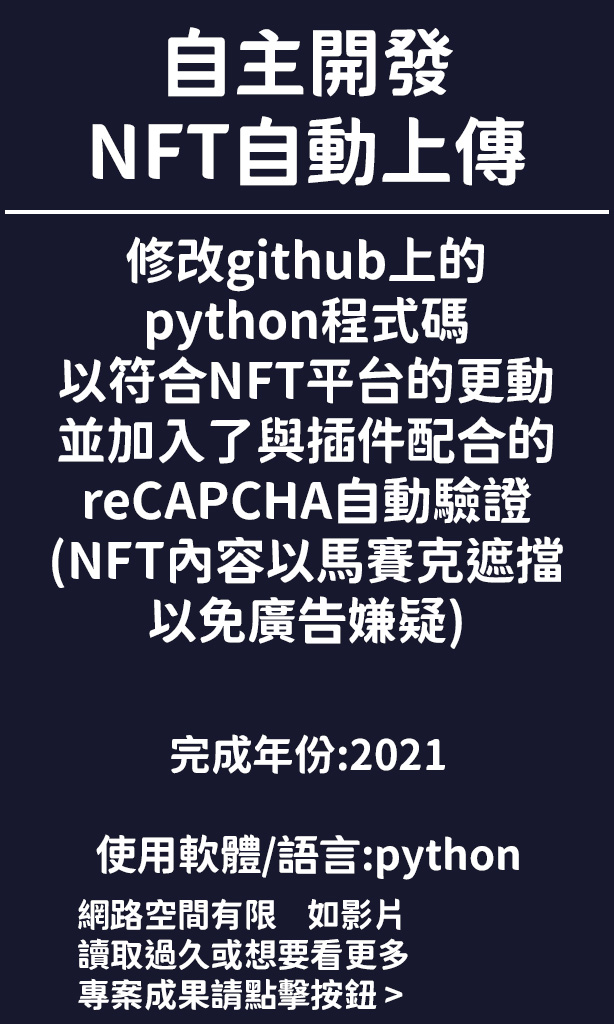 自主開發
NFT自動上傳
修改github上的
python程式碼
以符合NFT平台的更動
並加入了與插件配合的
reCAPCHA自動驗證
(NFT內容以馬賽克遮擋
以免廣告嫌疑)
完成年份:2021
使用軟體/語言:python
網路空間有限　如影片
讀取過久或想要看更多
專案成果請點擊按鈕 >